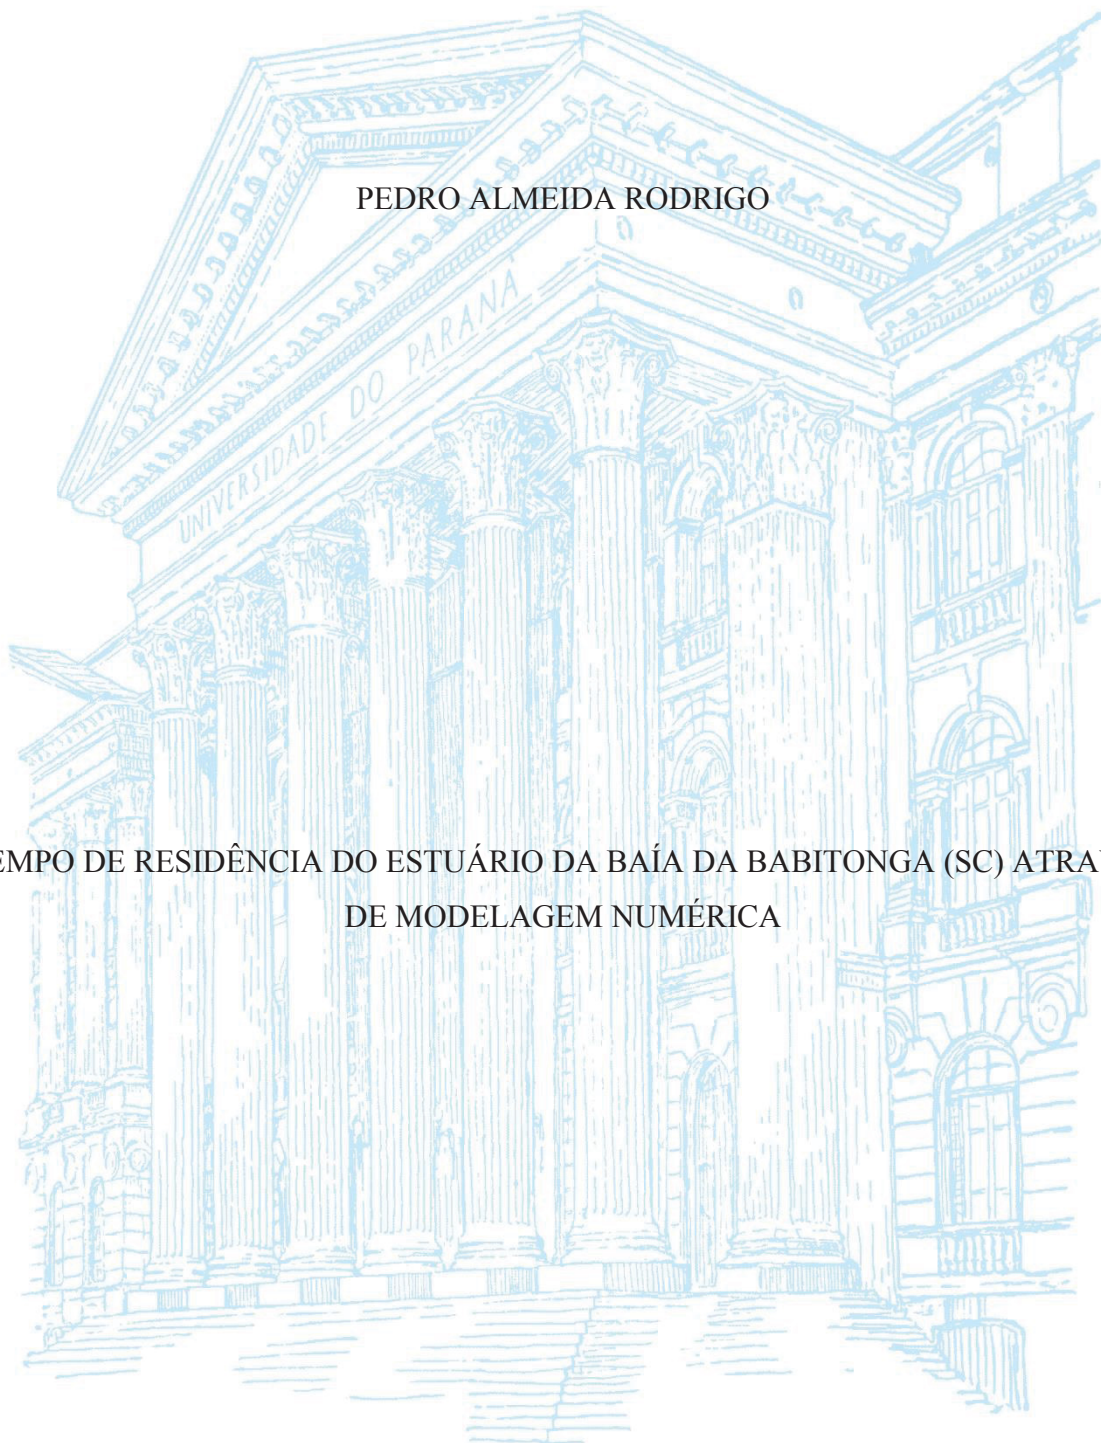 PEDRO ALMEIDA RODRIGO
UNIVERSIDADE DO PARANÁ
EMPO DE RESIDÊNCIA DO ESTUÁRIO DA BAÍA DA BABITONGA (SC) ATRA
DE MODELAGEM NUMÉRICA